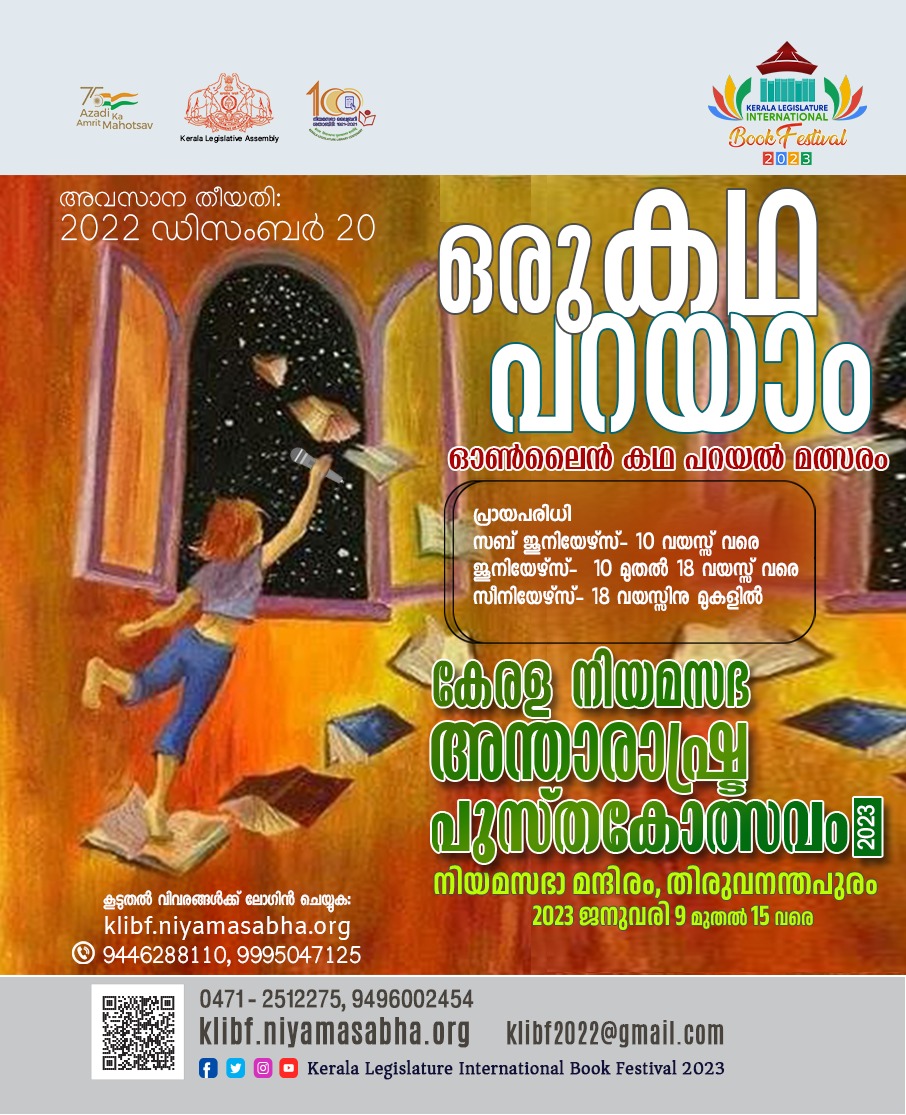 75
Azadi Ka
Amrit Mahotsav
Kerala Legislative Assembly
100
KERALA LEGISLATURE
INTERNATIONAL
Book Festival
2023
അവസാന തീയതി:
2022 ഡിസംബർ 20
ഒരു കഥ
പറയാം
ഓൺലൈൻ കഥ പറയൽ മത്സരം
പ്രായപരിധി
സബ് ജൂനിയേഴ്സ്- 10 വയസ്സ് വരെ
ജൂനിയേഴ്സ്- 10 മുതൽ 18 വയസ്സ് വരെ
സീനിയേഴ്സ്- 18 വയസ്സിനു മുകളിൽ
കേരള നിയമസഭ
അന്താരാഷ്ട്ര
പുസ്തകോത്സവം 2023
നിയമസഭാ മന്ദിരം, തിരുവനന്തപുരം
2023 ജനുവരി 9 മുതൽ 15 വരെ
കൂടുതൽ വിവരങ്ങൾക്ക് ലോഗിൻ ചെയ്യുക:
klibf.niyamasabha.org
9446288110, 9995047125
0471 - 2512275, 9496002454
klibf.niyamasabha.org klibf2022@gmail.com
Kerala Legislature International Book Festival 2023